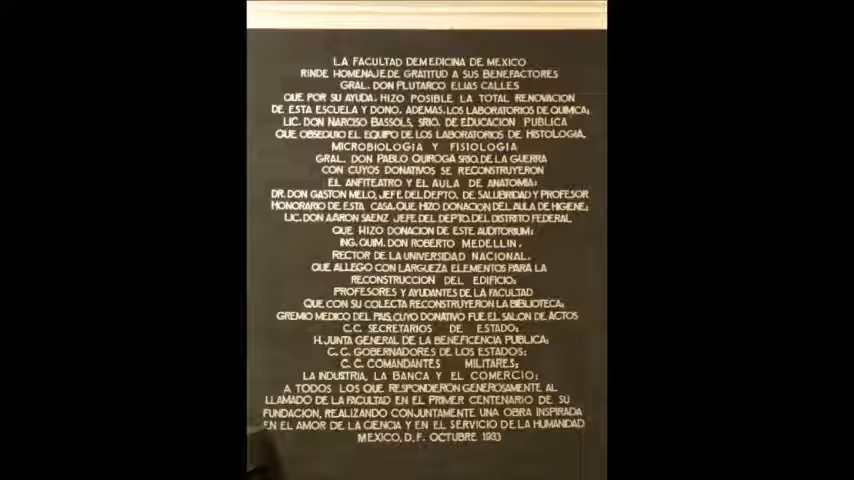 LA FACULTAD DE MEDICINA DE MEXICO
RINDE HOMENAJE DE GRATITUD A SUS BENEFACTORES
GRAL. DON PLUTARCO ELIAS CALLES
QUE POR SU AYUDA, HIZO POSIBLE LA TOTAL RENOVACION
DE ESTA ESCUELA Y DONO, ADEMAS, LOS LABORATORIOS DE QUIMICA;
LIC. DON NARCISO BASSOLS, SRIO. DE EDUCACION PUBLICA
QUE OBSEQUIO EL EQUIPO DE LOS LABORATORIOS DE HISTOLOGIA,
MICROBIOLOGIA Y FISIOLOGIA
GRAL. DON PABLO QUIROGA SRIO. DE LA GUERRA
CON CUYOS DONATIVOS SE RECONSTRUYERON
EL ANFITEATRO Y EL AULA DE ANATOMIA;
DR. DON GASTON MELO, JEFE DEL DEPTO. DE SALUBRIDAD Y PROFESOR
HONORARIO DE ESTA CASA, QUE HIZO DONACION DEL AULA DE HIGIENE;
LIC. DON AARON SAENZ JEFE DEL DEPTO. DEL DISTRITO FEDERAL
QUE HIZO DONACION DE ESTE AUDITORIUM;
ING. QUIM. DON ROBERTO MEDELLIN,
RECTOR DE LA UNIVERSIDAD NACIONAL,
QUE ALLEGO CON LARGUEZA ELEMENTOS PARA LA
RECONSTRUCCION DEL EDIFICIO;
PROFESORES Y AYUDANTES DE LA FACULTAD
QUE CON SU COLECTA RECONSTRUYERON LA BIBLIOTECA;
GREMIO MEDICO DEL PAIS, CUYO DONATIVO FUE EL SALON DE ACTOS
C.C. SECRETARIOS DE ESTADO;
H. JUNTA GENERAL DE LA BENEFICENCIA PUBLICA;
C. C. GOBERNADORES DE LOS ESTADOS;
C. C. COMANDANTES MILITARES;
LA INDUSTRIA, LA BANCA Y EL COMERCIO;
A TODOS LOS QUE RESPONDIERON GENEROSAMENTE AL
LLAMADO DE LA FACULTAD EN EL PRIMER CENTENARIO DE SU
FUNDACION, REALIZANDO CONJUNTAMENTE UNA OBRA INSPIRADA
EN EL AMOR DE LA CIENCIA Y EN EL SERVICIO DE LA HUMANIDAD
MEXICO, D. F. OCTUBRE 1933